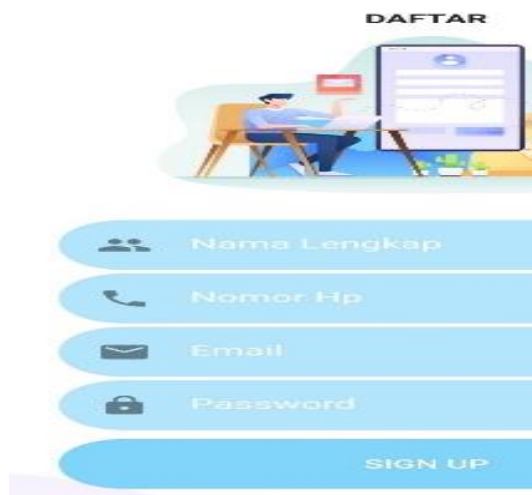 DAFTAR
Nama Lengkap
Nomor Hp
Email
Password
SIGN UP